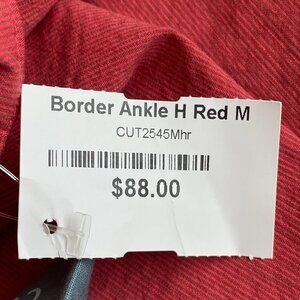 Border Ankle H Red M
CUT2545Mhr
$88.00